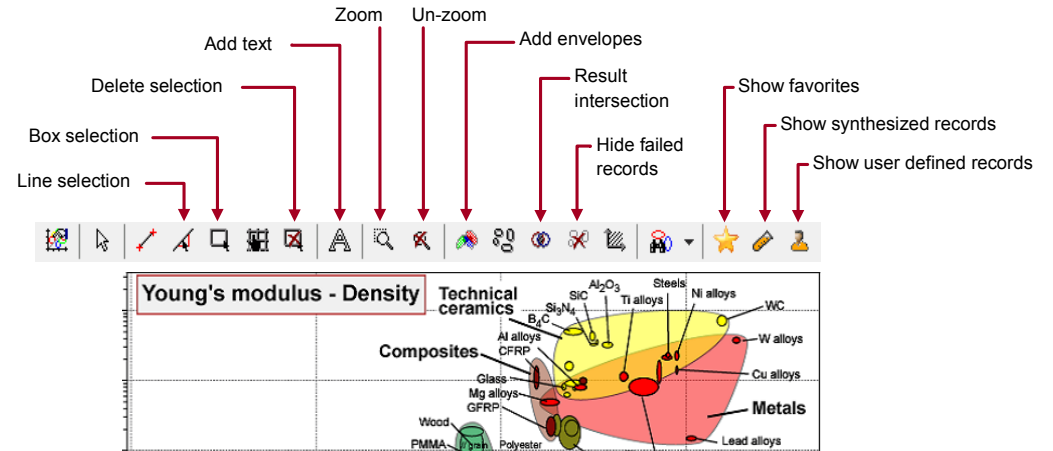 Zoom
Un-zoom
Add text
Add envelopes
Delete selection
Result
intersection
Show favorites
Box selection
Hide failed
records
Show synthesized records
Line selection
Show user defined records
A
Young's modulus - Density
Technical
ceramics
Al2O3
SiC
Si3N4
B4C
Steels
Ti alloys
Ni alloys
WC
Al alloys
W alloys
Composites
CFRP
Glass
Cu alloys
Mg alloys
GFRP
Metals
Wood
PMMA
// grain
Polyester
Lead alloys